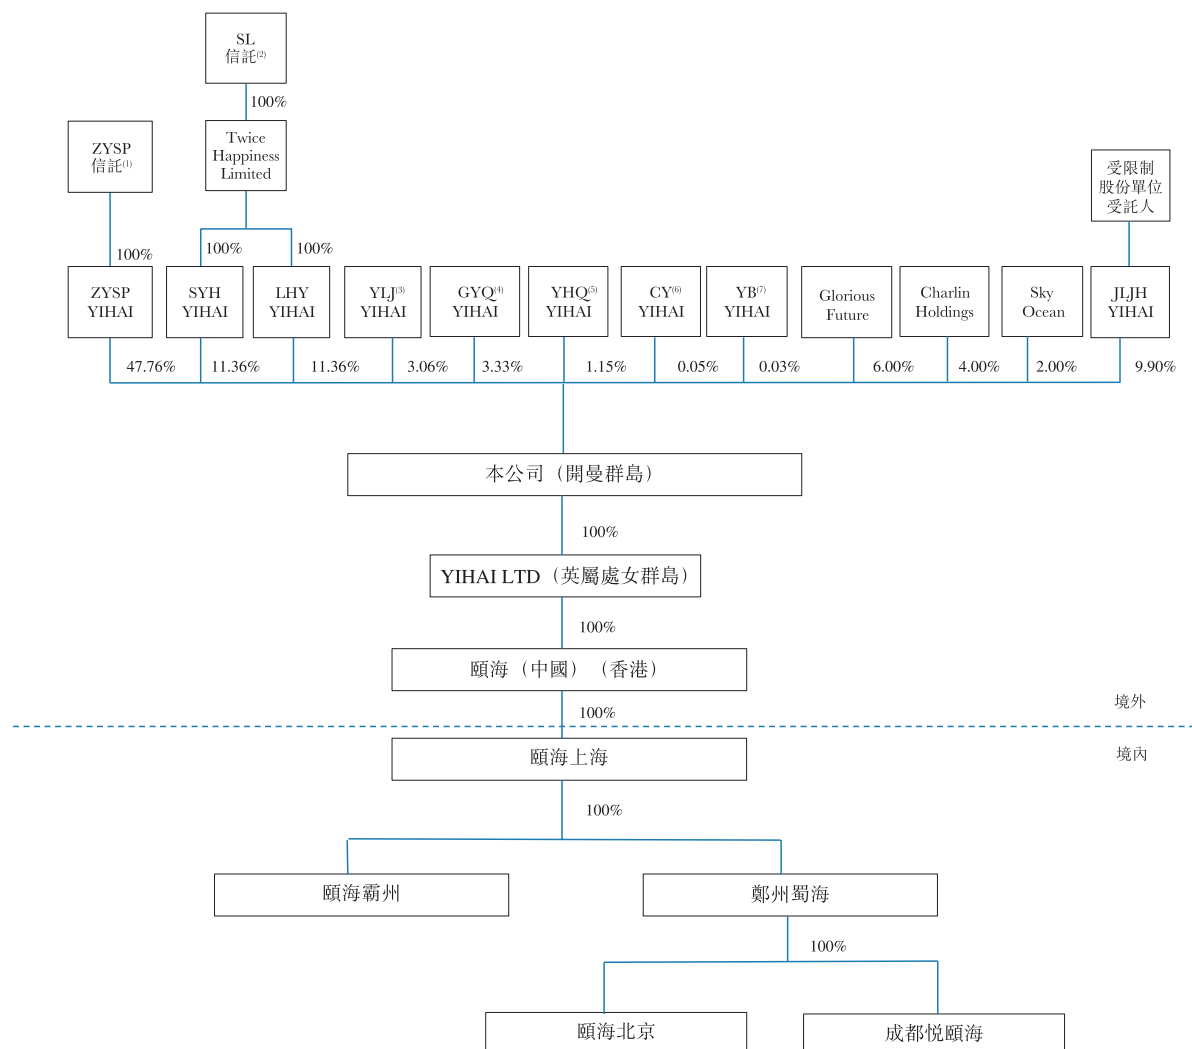 SL
信託(2)
100%
ZYSP
信託(1)
Twice
Happiness
Limited
受限制
股份單位
受託人
100%
100%
100%
ZYSP
YIHAI
SYH
YIHAI
LHY
YIHAI
YLJ(3)
YIHAI
GYQ(4)
YIHAI
YHQ(5)
YIHAI
CY(6)
YIHAI
YB(7)
YIHAI
Glorious
Future
Charlin
Holdings
Sky
Ocean
JLJH
YIHAI
47.76%
11.36%
11.36%
3.06%
3.33%
1.15%
0.05%
0.03%
6.00%
4.00%
2.00%
9.90%
本公司（開曼群島）
100%
YIHAI LTD（英屬處女群島）
100%
頤海（中國）（香港）
境外
100%
境內
頤海上海
100%
頤海霸州
鄭州蜀海
100%
頤海北京
成都悦頤海